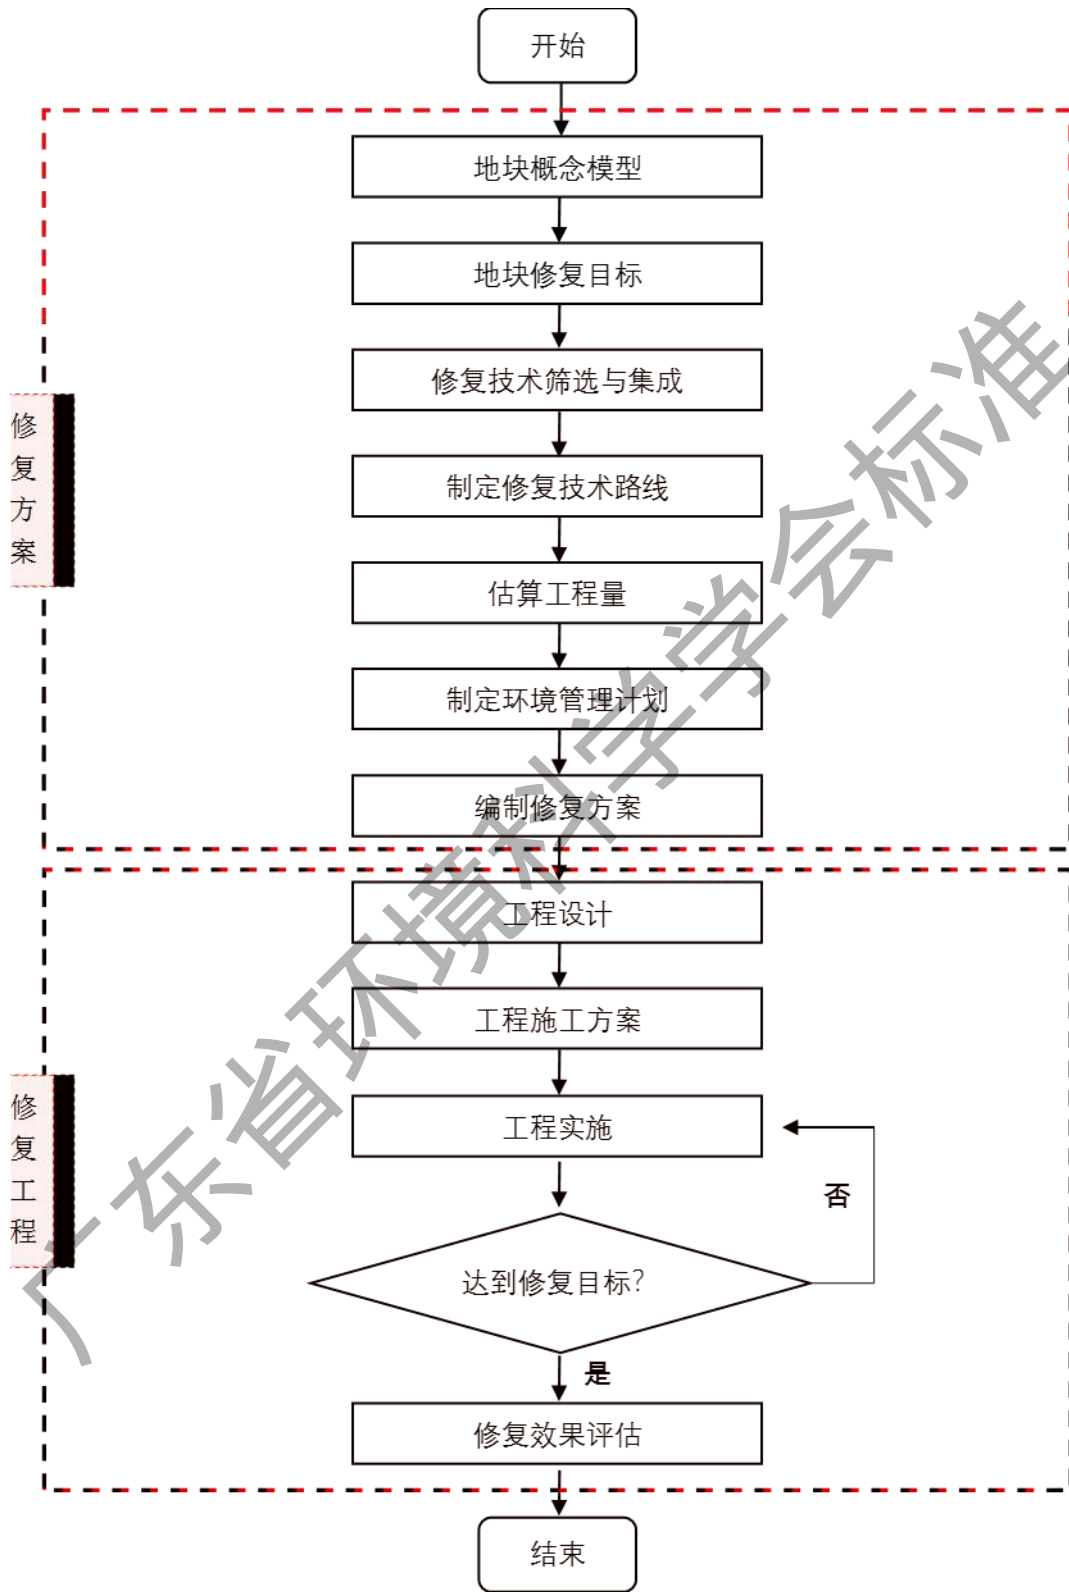 开始
地块概念模型
地块修复目标
修复技术筛选与集成
制定修复技术路线
估算工程量
制定环境管理计划
编制修复方案
修
复
方
案
工程设计
工程施工方案
工程实施
否
达到修复目标?
是
修复效果评估
修
复
工
程
结束
广东省环境科学学会标准